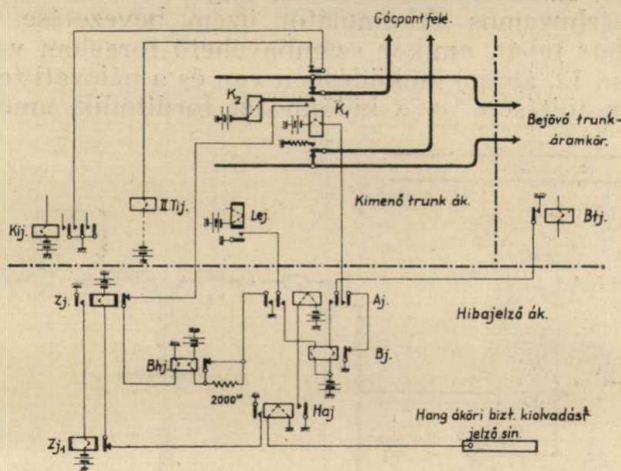 Gócpont felé.
K2
K1
Bejövő trunk-
áramkör.
Kimenő trunk ák.
Kij.
II.Tij.
Lej.
Btj.
Zj.
Aj.
Hibajelző ák.
Bhj.
Bj.
2000ω
Haj
Zj1
Hang áköri bizt. kiolvadást
jelző sín.